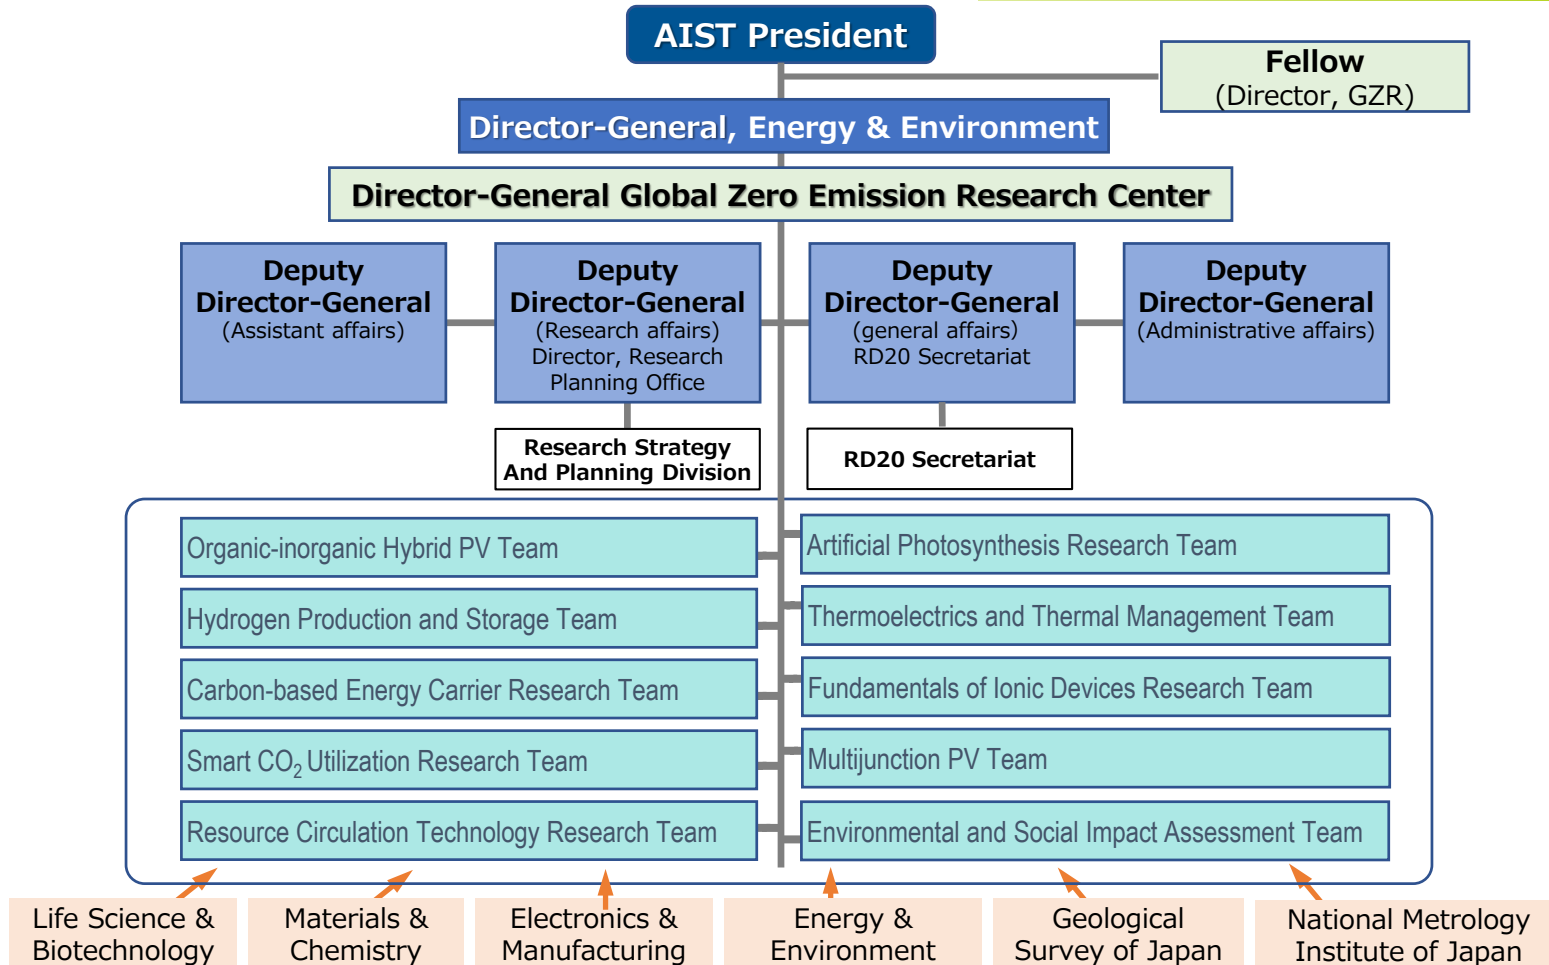 AIST President
Fellow
(Director, GZR)
Director-General, Energy & Environment
Director-General Global Zero Emission Research Center
Deputy
Director-General
(Assistant affairs)
Deputy
Director-General
(Research affairs)
Director, Research
Planning Office
Deputy
Director-General
(general affairs)
RD20 Secretariat
Deputy
Director-General
(Administrative affairs)
Research Strategy
And Planning Division
RD20 Secretariat
Organic-inorganic Hybrid PV Team
Artificial Photosynthesis Research Team
Hydrogen Production and Storage Team
Thermoelectrics and Thermal Management Team
Carbon-based Energy Carrier Research Team
Fundamentals of Ionic Devices Research Team
Smart CO₂ Utilization Research Team
Multijunction PV Team
Resource Circulation Technology Research Team
Environmental and Social Impact Assessment Team
Life Science &
Biotechnology
Materials &
Chemistry
Electronics &
Manufacturing
Energy &
Environment
Geological
Survey of Japan
National Metrology
Institute of Japan